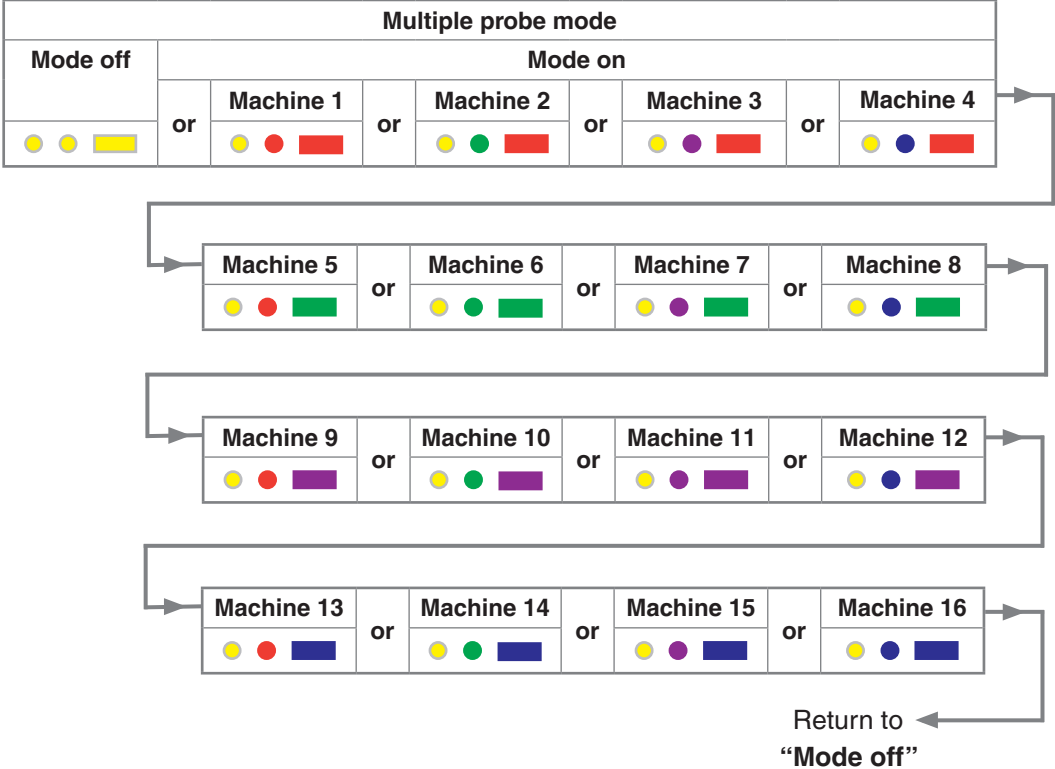 Multiple probe mode
Mode off
Mode on
or
Machine 1
or
Machine 2
or
Machine 3
or
Machine 4
Machine 5
or
Machine 6
or
Machine 7
or
Machine 8
Machine 9
or
Machine 10
or
Machine 11
or
Machine 12
Machine 13
or
Machine 14
or
Machine 15
or
Machine 16
Return to
“Mode off”